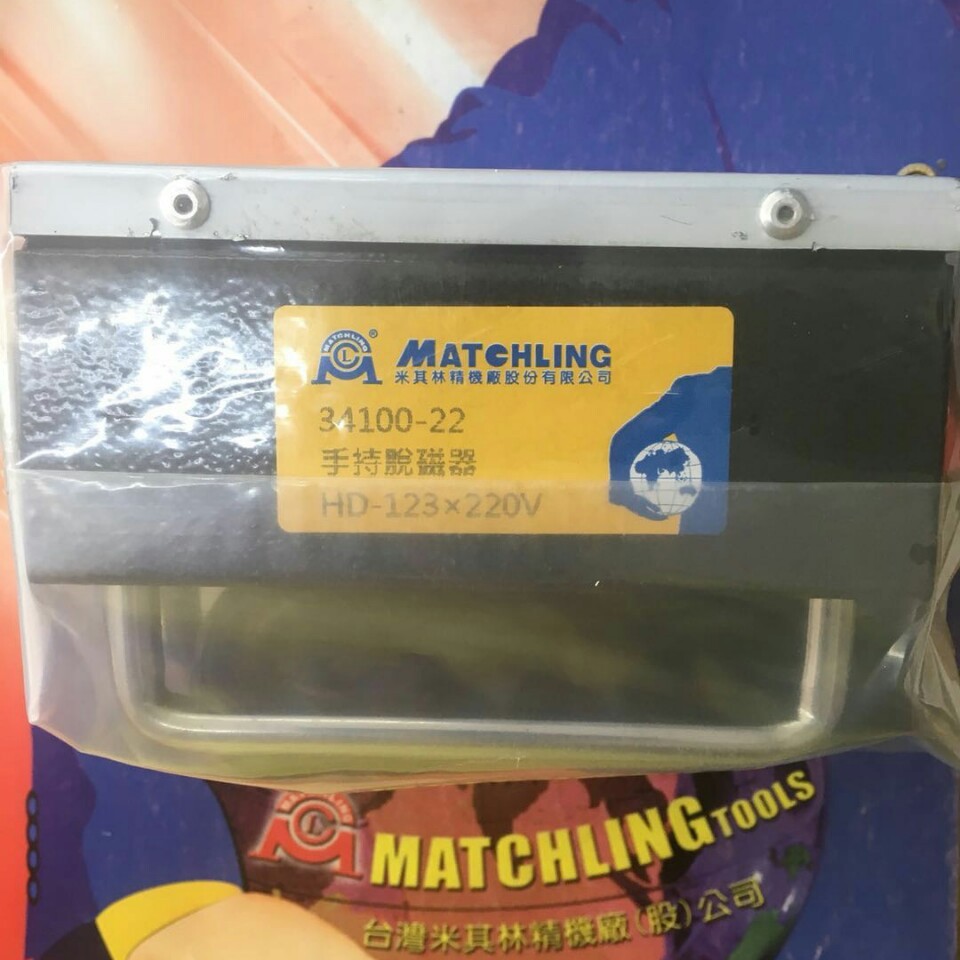 MATCHLING
®
MATCHLING
米其林精機廠股份有限公司
34100-22
手持脫磁器
HD-123×220V
MATCHLINGTOOLS
台灣米其林精機廠(股)公司